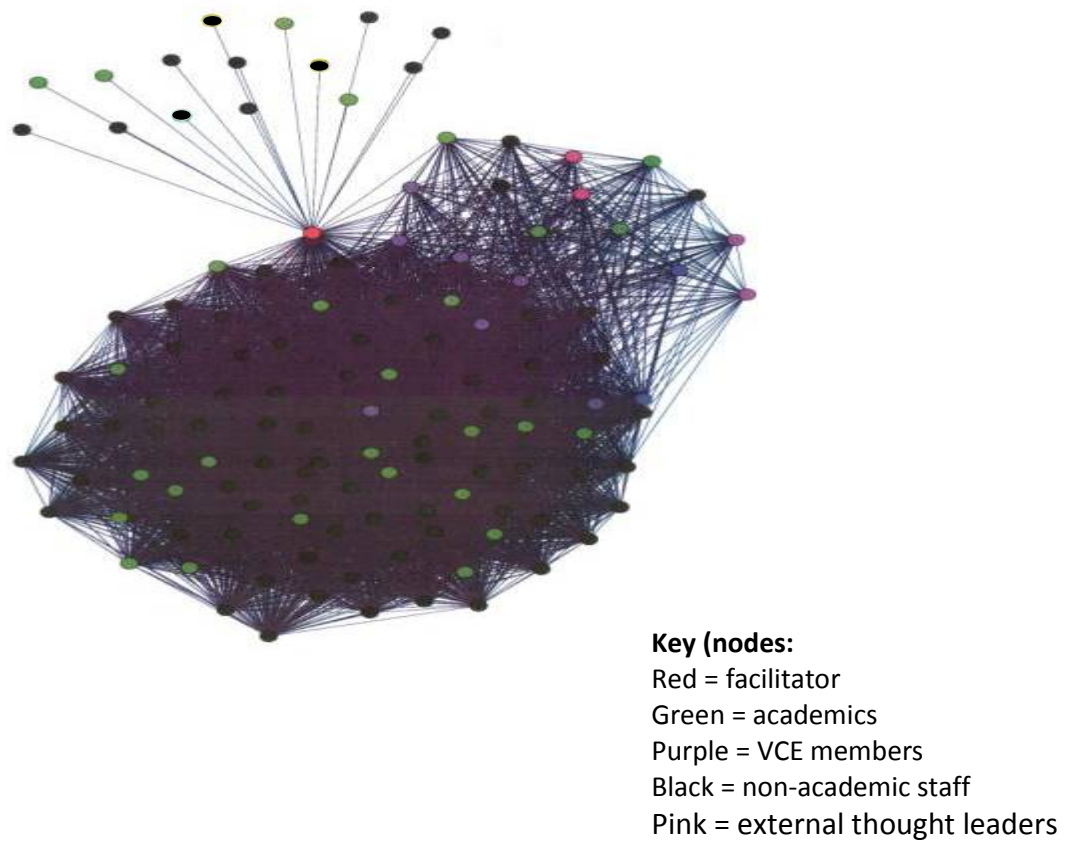 Key (nodes:
Red = facilitator
Green = academics
Purple = VCE members
Black = non-academic staff
Pink = external thought leaders